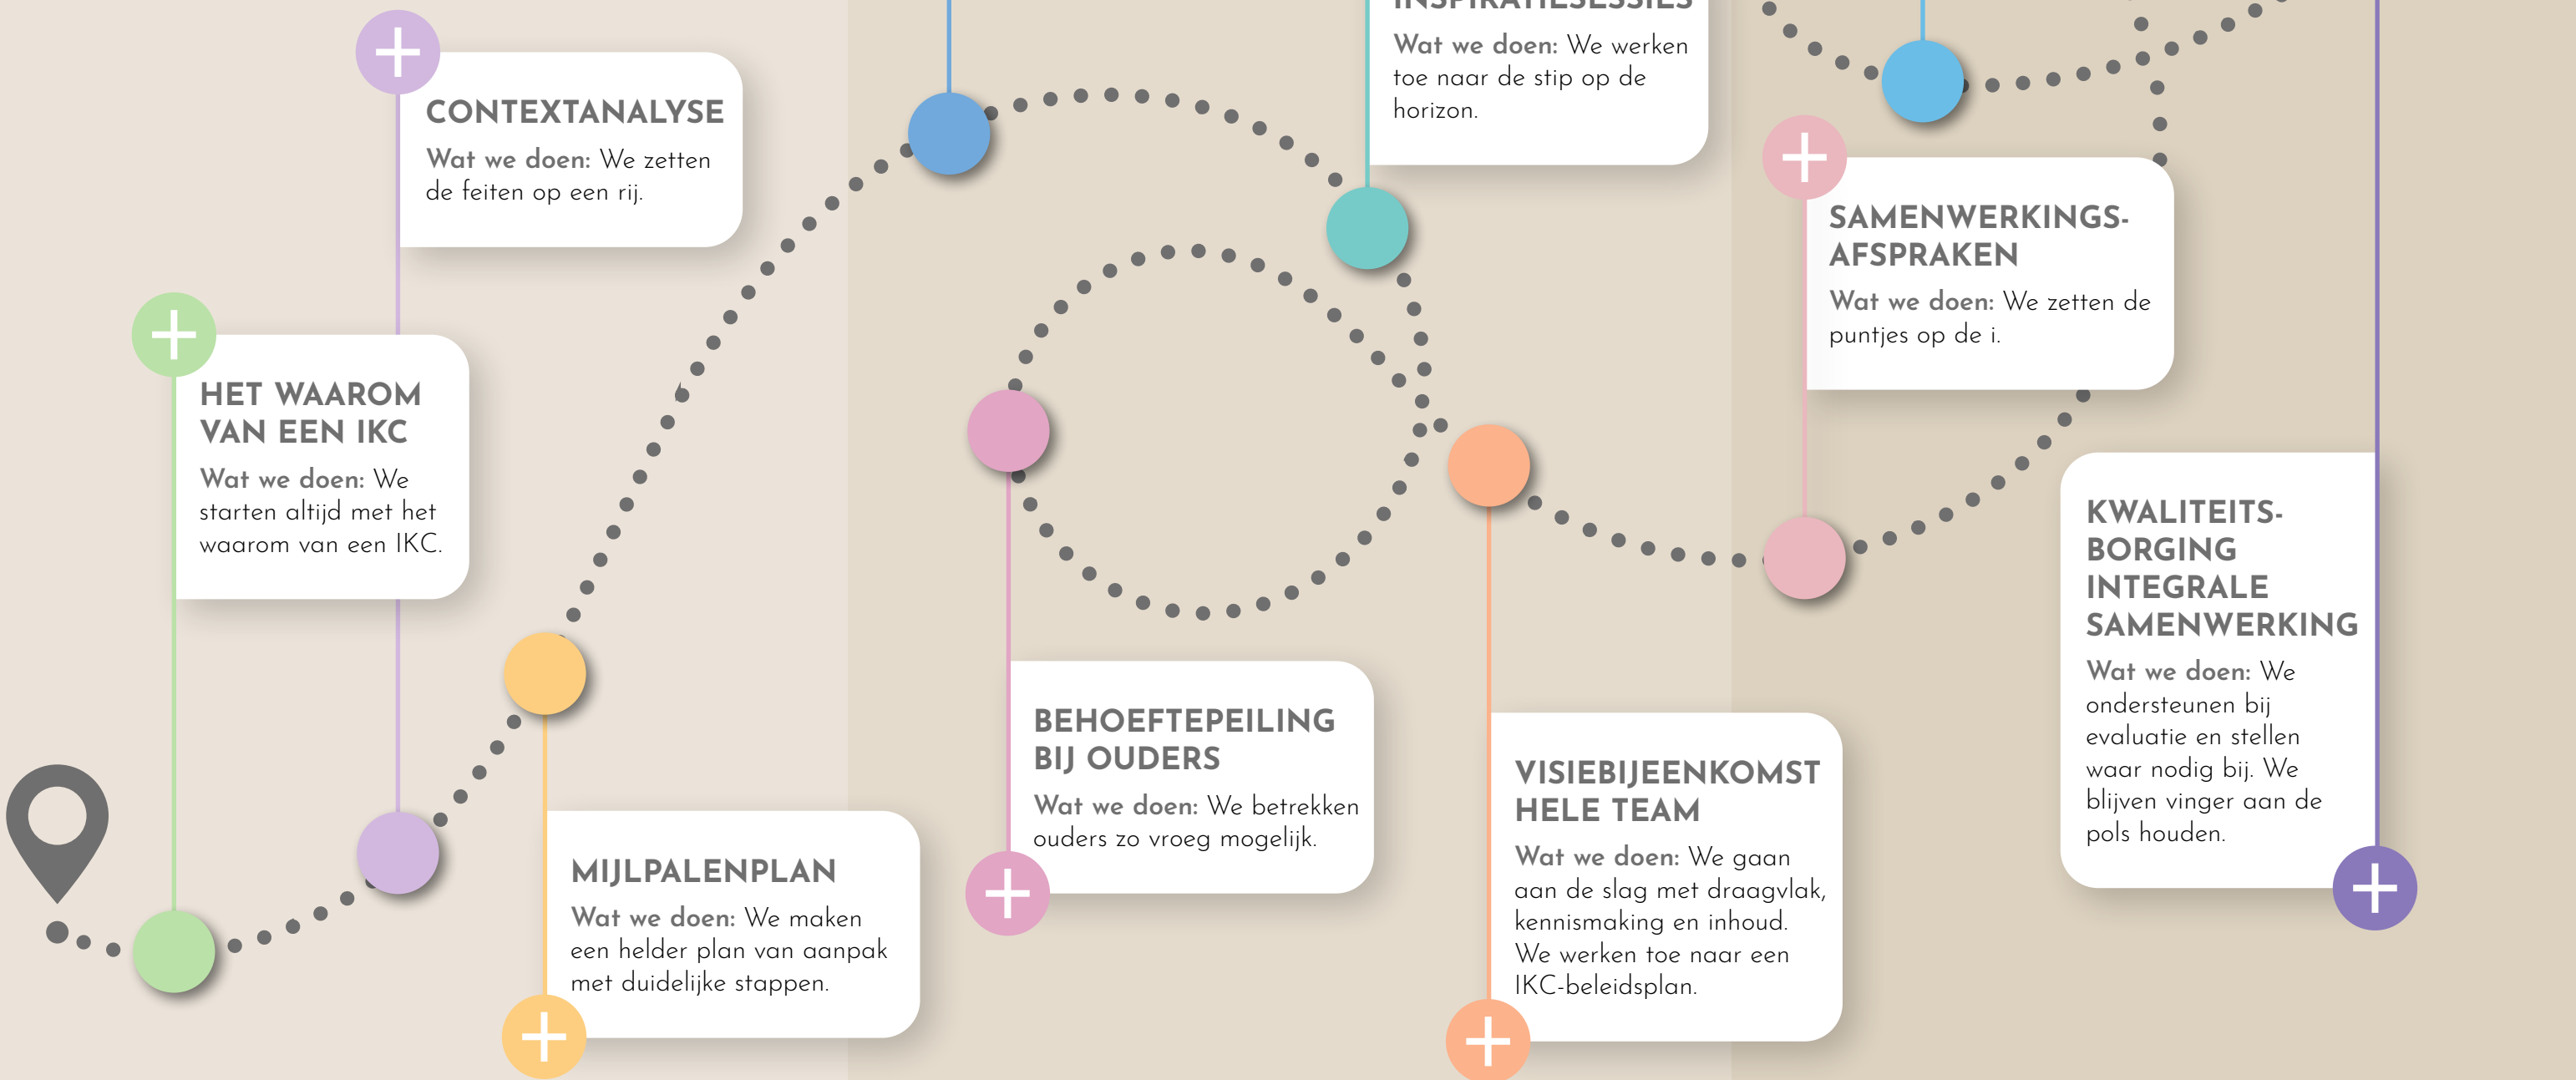 CONTEXTANALYSE
Wat we doen: We zetten
de feiten op een rij.
HET WAAROM
VAN EEN IKC
Wat we doen: We
starten altijd met het
waarom van een IKC.
MIJLPALENPLAN
Wat we doen: We maken
een helder plan van aanpak
met duidelijke stappen.
INSPIRATIESESSIES
Wat we doen: We werken
toe naar de stip op de
horizon.
BEHOEFTEPEILING
BIJ OUDERS
Wat we doen: We betrekken
ouders zo vroeg mogelijk.
VISIEBIJEENKOMST
HELE TEAM
Wat we doen: We gaan
aan de slag met draagvlak,
kennismaking en inhoud.
We werken toe naar een
IKC-beleidsplan.
SAMENWERKINGS-
AFSPRAKEN
Wat we doen: We zetten de
puntjes op de i.
KWALITEITS-
BORGING
INTEGRALE
SAMENWERKING
Wat we doen: We
ondersteunen bij
evaluatie en stellen
waar nodig bij. We
blijven vinger aan de
pols houden.